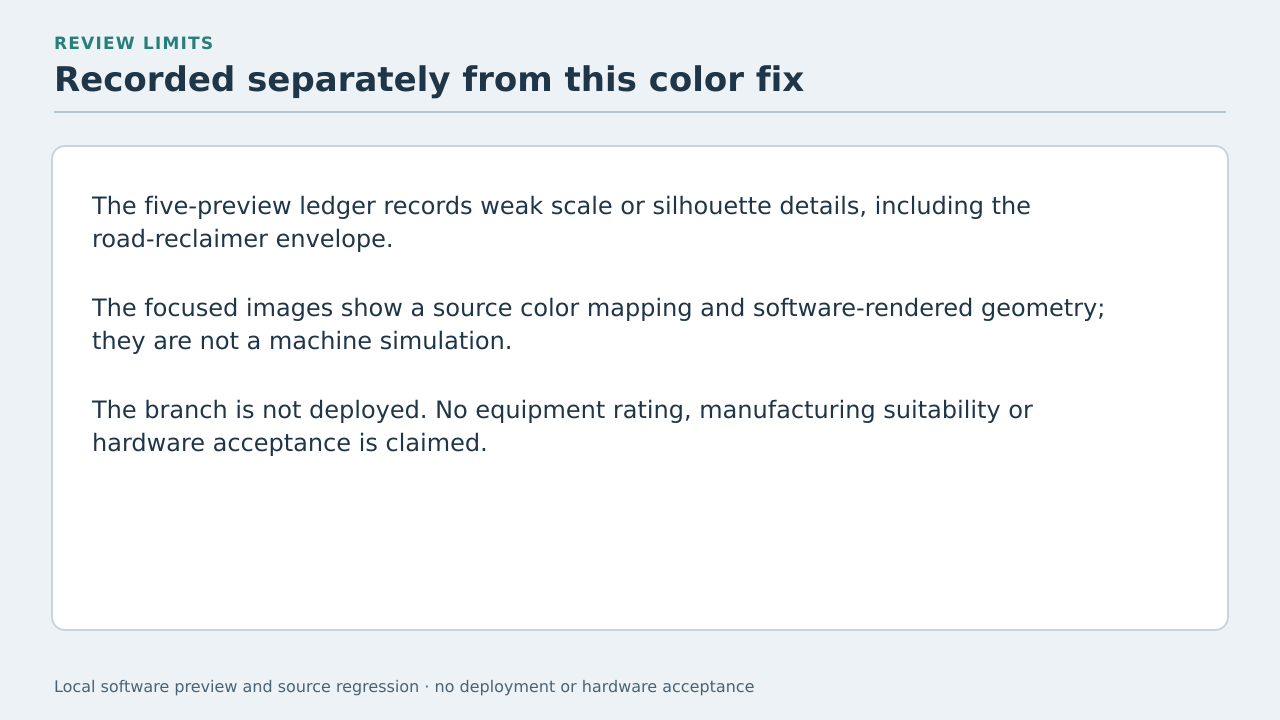 REVIEW LIMITS
Recorded separately from this color fix
The five-preview ledger records weak scale or silhouette details, including the
road-reclaimer envelope.
The focused images show a source color mapping and software-rendered geometry;
they are not a machine simulation.
The branch is not deployed. No equipment rating, manufacturing suitability or
hardware acceptance is claimed.
Local software preview and source regression · no deployment or hardware acceptance